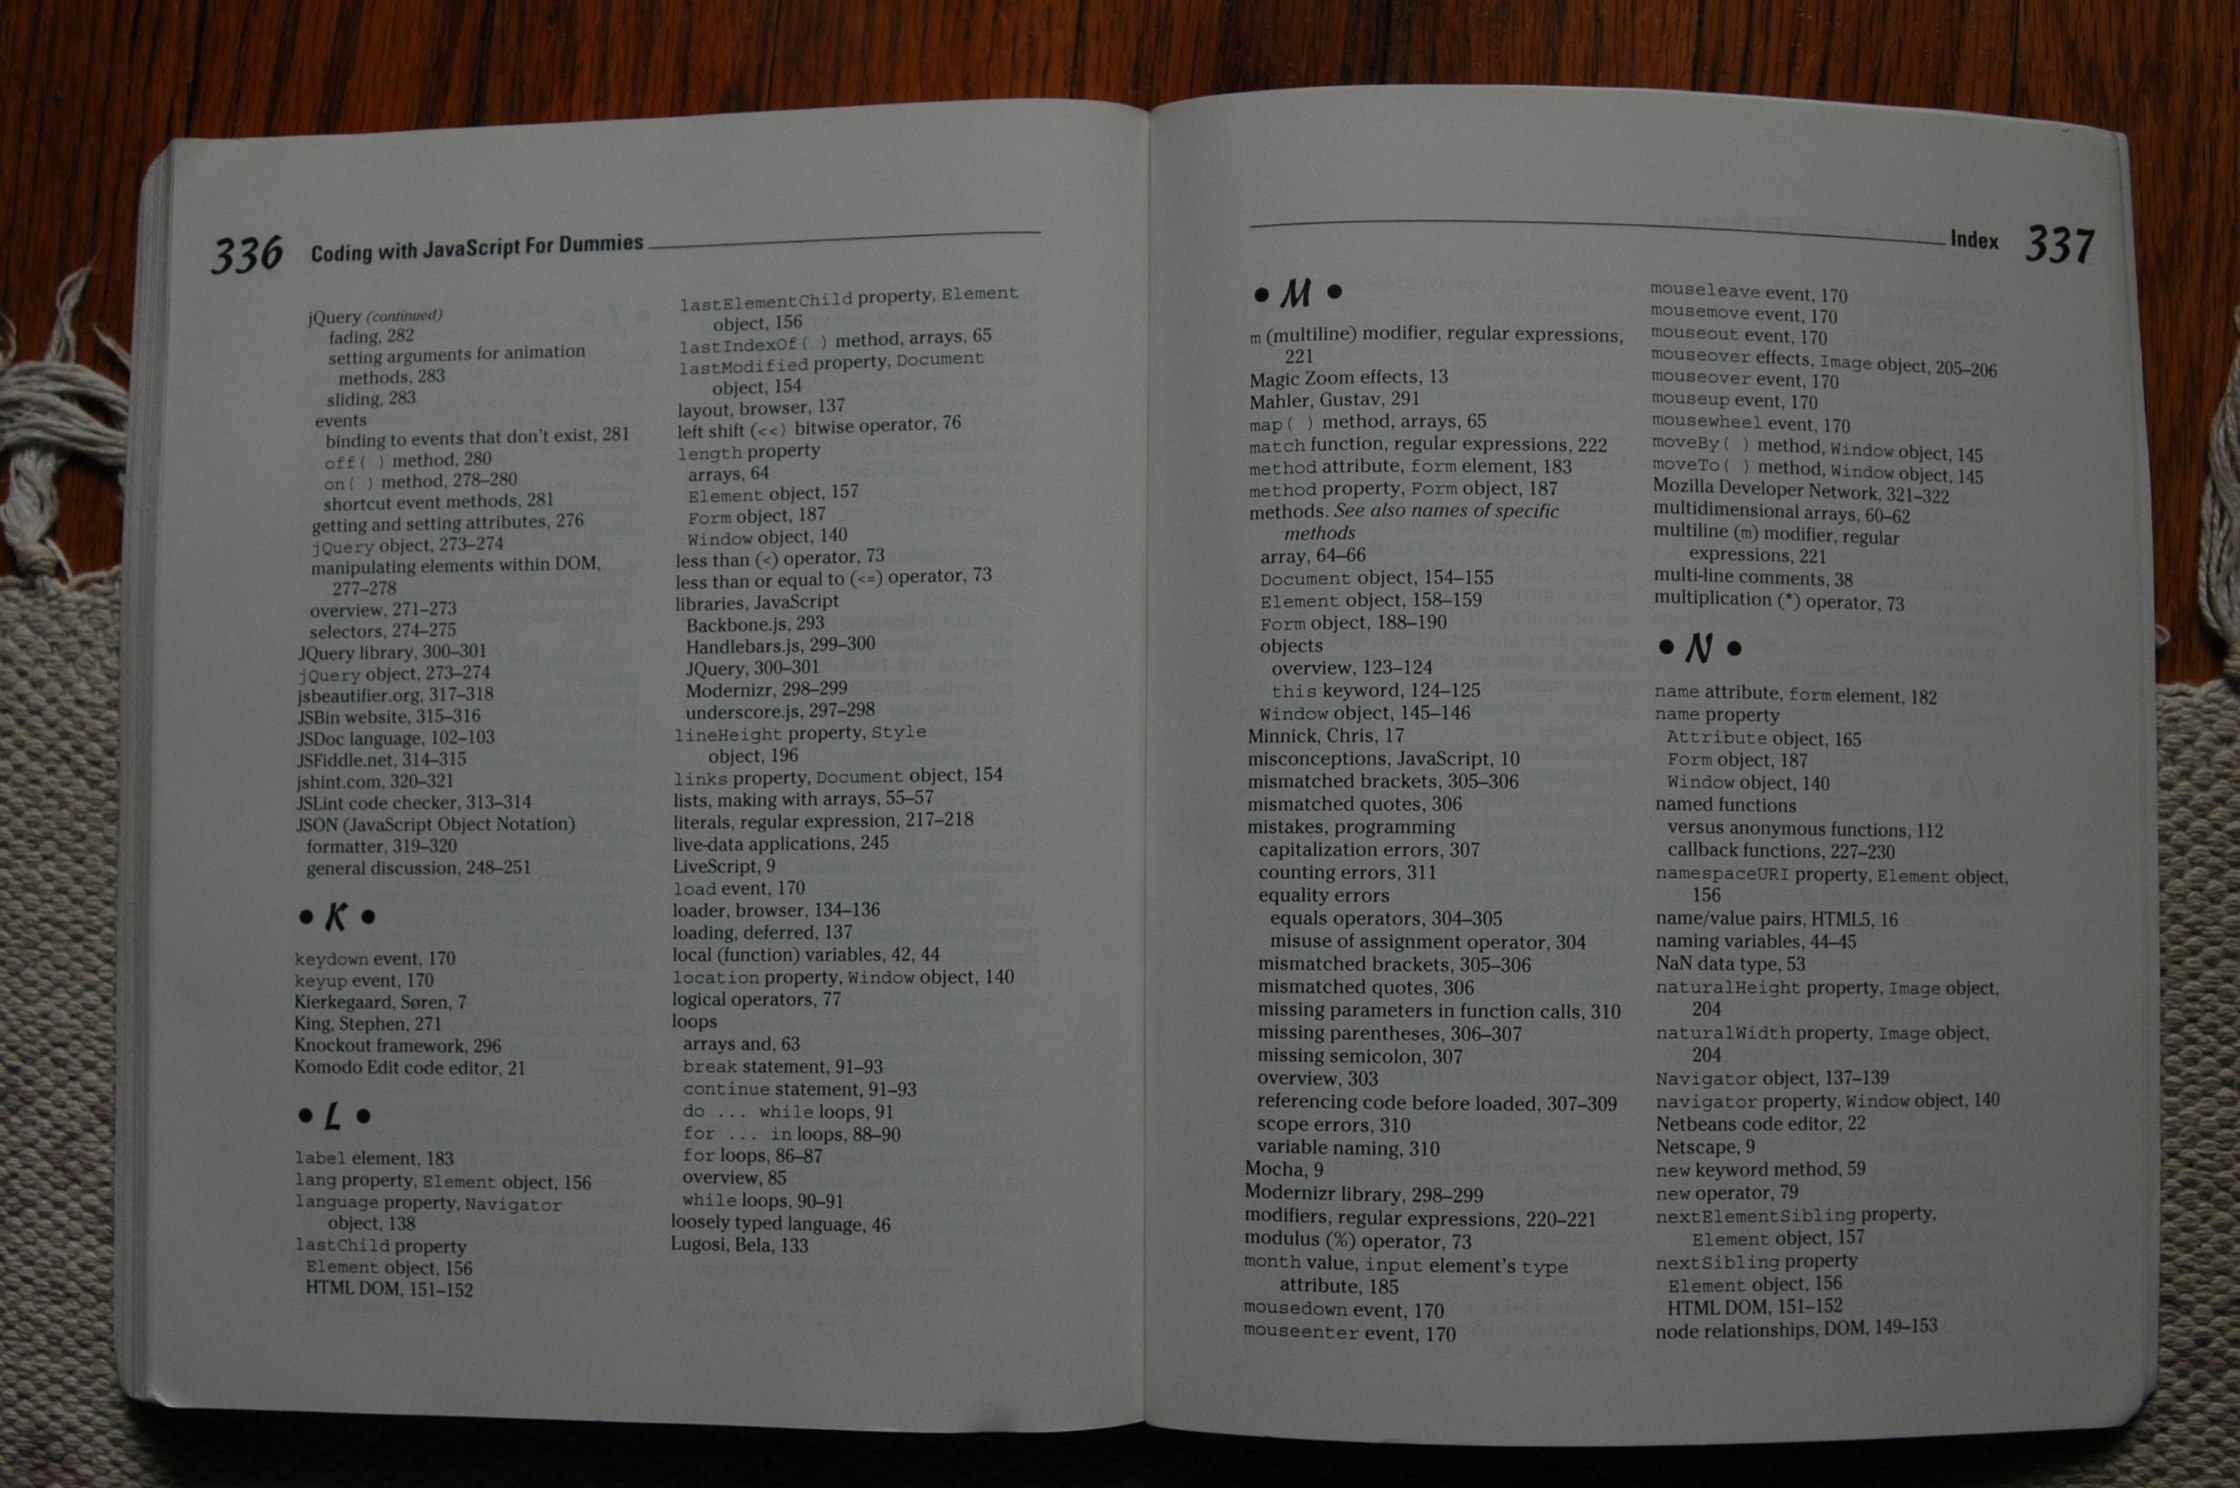 336 Coding with JavaScript For Dummies
jQuery (continued)
fading, 282
setting arguments for animation
methods, 283
sliding, 283
events
binding to events that don't exist, 281
off( ) method, 280
on( ) method, 278–280
shortcut event methods, 281
getting and setting attributes, 276
jQuery object, 273–274
manipulating elements within DOM,
277–278
overview, 271–273
selectors, 274–275
JQuery library, 300–301
jQuery object, 273–274
jsbeautifier.org, 317–318
JSBin website, 315–316
JSDoc language, 102–103
JSFiddle.net, 314–315
jshint.com, 320–321
JSLint code checker, 313–314
JSON (JavaScript Object Notation)
formatter, 319–320
general discussion, 248–251
• K •
keydown event, 170
keyup event, 170
Kierkegaard, Søren, 7
King, Stephen, 271
Knockout framework, 296
Komodo Edit code editor, 21
• L •
label element, 183
lang property, Element object, 156
language property, Navigator
object, 138
lastChild property
Element object, 156
HTML DOM, 151–152
lastElementChild property, Element
object, 156
lastIndexOf( ) method, arrays, 65
lastModified property, Document
object, 154
layout, browser, 137
left shift (<<) bitwise operator, 76
length property
arrays, 64
Element object, 157
Form object, 187
Window object, 140
less than (<) operator, 73
less than or equal to (<=) operator, 73
libraries, JavaScript
Backbone.js, 293
Handlebars.js, 299–300
JQuery, 300–301
Modernizr, 298–299
underscore.js, 297–298
lineHeight property, Style
object, 196
links property, Document object, 154
lists, making with arrays, 55–57
literals, regular expression, 217–218
live-data applications, 245
LiveScript, 9
load event, 170
loader, browser, 134–136
loading, deferred, 137
local (function) variables, 42, 44
location property, Window object, 140
logical operators, 77
loops
arrays and, 63
break statement, 91–93
continue statement, 91–93
do ... while loops, 91
for ... in loops, 88–90
for loops, 86–87
overview, 85
while loops, 90–91
loosely typed language, 46
Lugosi, Bela, 133
Index 337
• M •
m (multiline) modifier, regular expressions,
221
Magic Zoom effects, 13
Mahler, Gustav, 291
map( ) method, arrays, 65
match function, regular expressions, 222
method attribute, form element, 183
method property, Form object, 187
methods. See also names of specific
methods
array, 64–66
Document object, 154–155
Element object, 158–159
Form object, 188–190
objects
overview, 123–124
this keyword, 124–125
Window object, 145–146
Minnick, Chris, 17
misconceptions, JavaScript, 10
mismatched brackets, 305–306
mismatched quotes, 306
mistakes, programming
capitalization errors, 307
counting errors, 311
equality errors
equals operators, 304–305
misuse of assignment operator, 304
mismatched brackets, 305–306
mismatched quotes, 306
missing parameters in function calls, 310
missing parentheses, 306–307
missing semicolon, 307
overview, 303
referencing code before loaded, 307–309
scope errors, 310
variable naming, 310
Mocha, 9
Modernizr library, 298–299
modifiers, regular expressions, 220–221
modulus (%) operator, 73
month value, input element's type
attribute, 185
mousedown event, 170
mouseenter event, 170
mouseleave event, 170
mousemove event, 170
mouseout event, 170
mouseover effects, Image object, 205–206
mouseover event, 170
mouseup event, 170
mousewheel event, 170
moveBy( ) method, Window object, 145
moveTo( ) method, Window object, 145
Mozilla Developer Network, 321–322
multidimensional arrays, 60–62
multiline (m) modifier, regular
expressions, 221
multi-line comments, 38
multiplication (*) operator, 73
• N •
name attribute, form element, 182
name property
Attribute object, 165
Form object, 187
Window object, 140
named functions
versus anonymous functions, 112
callback functions, 227–230
namespaceURI property, Element object,
156
name/value pairs, HTML5, 16
naming variables, 44–45
NaN data type, 53
naturalHeight property, Image object,
204
naturalWidth property, Image object,
204
Navigator object, 137–139
navigator property, Window object, 140
Netbeans code editor, 22
Netscape, 9
new keyword method, 59
new operator, 79
nextElementSibling property,
Element object, 157
nextSibling property
Element object, 156
HTML DOM, 151–152
node relationships, DOM, 149–153